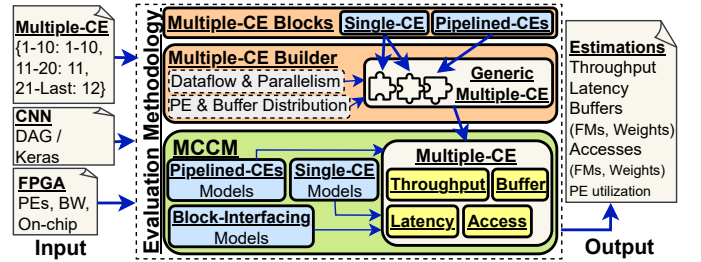 Multiple-CE
{1-10: 1-10,
11-20: 11,
21-Last: 12}
CNN
DAG /
Keras
FPGA
PEs, BW,
On-chip
Input
Evaluation Methodology
Multiple-CE Blocks
Single-CE
Pipelined-CEs
Multiple-CE Builder
Dataflow & Parallelism
PE & Buffer Distribution
Generic
Multiple-CE
MCCM
Pipelined-CEs
Models
Single-CE
Models
Block-Interfacing
Models
Multiple-CE
Throughput
Buffer
Latency
Access
Estimations
Throughput
Latency
Buffers
(FMs, Weights)
Accesses
(FMs, Weights)
PE utilization
Output